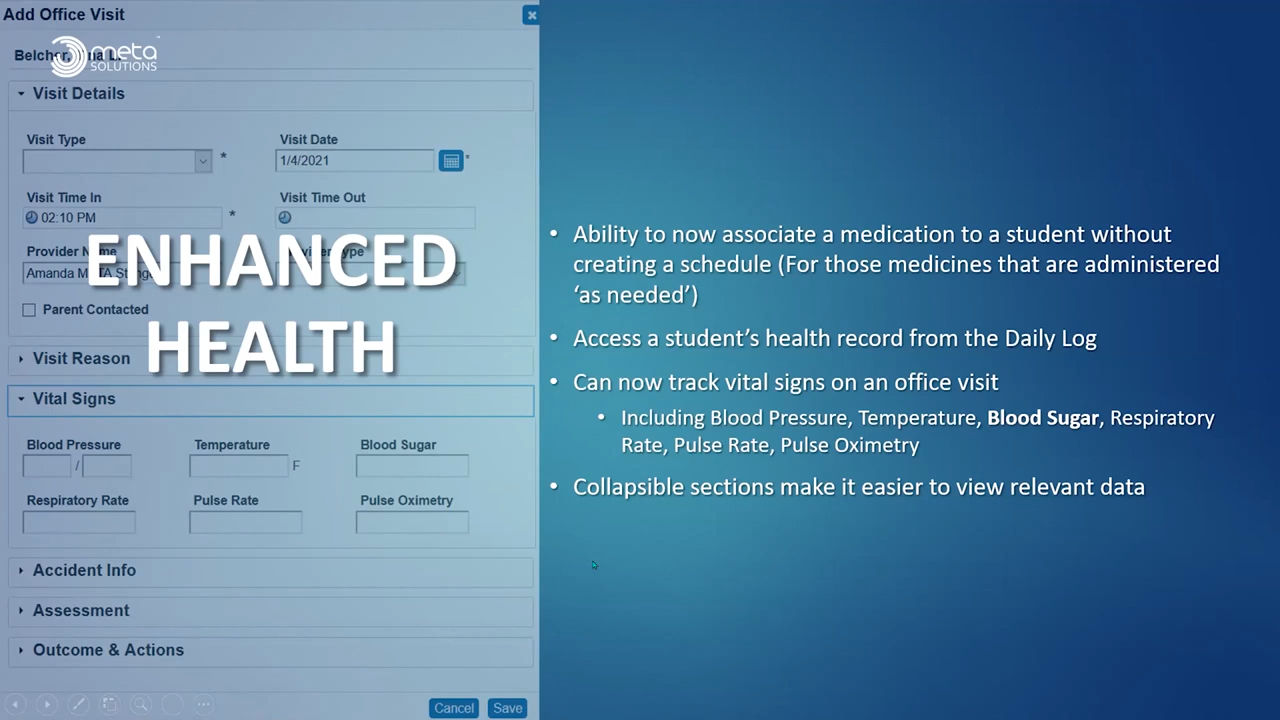 Add Office Visit
meta
SOLUTIONS
Visit Details
Visit Type
Visit Date
*
1/4/2021
*
Visit Time In
Visit Time Out
02:10 PM
*
Provider
Amanda
ENHANCED
HEALTH
Parent Contacted
Visit Reason
Vital Signs
Blood Pressure
Temperature
Blood Sugar
/
F
Respiratory Rate
Pulse Rate
Pulse Oximetry
Accident Info
Assessment
Outcome & Actions
Cancel
Save
• Ability to now associate a medication to a student without
creating a schedule (For those medicines that are administered
‘as needed’)
• Access a student’s health record from the Daily Log
• Can now track vital signs on an office visit
• Including Blood Pressure, Temperature, Blood Sugar, Respiratory
Rate, Pulse Rate, Pulse Oximetry
• Collapsible sections make it easier to view relevant data